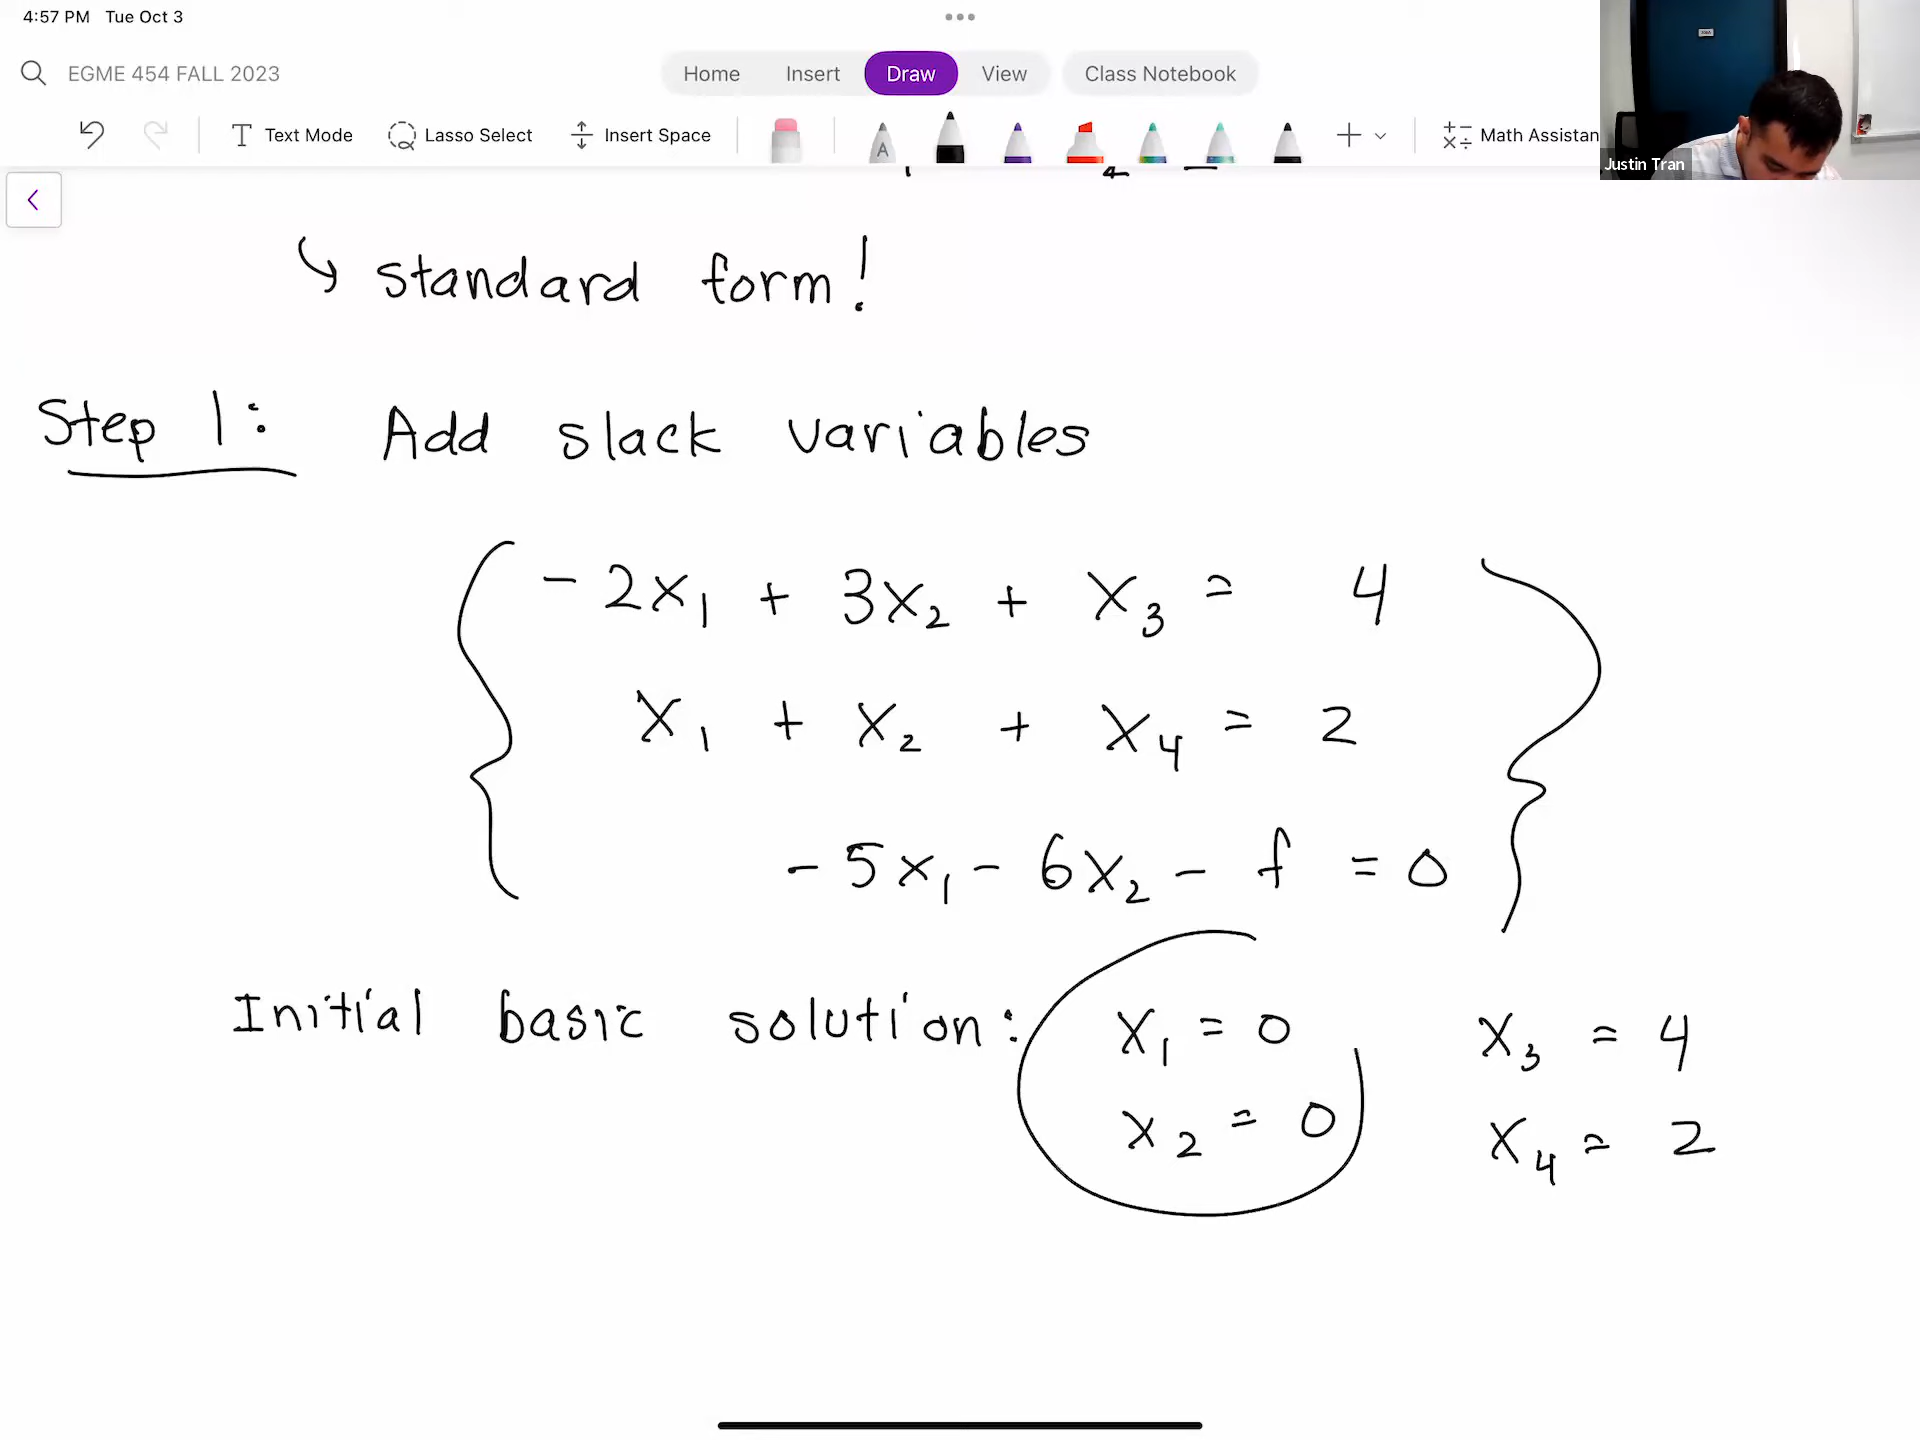 4:57 PM Tue Oct 3
EGME 454 FALL 2023
Home Insert Draw View Class Notebook
Text Mode Lasso Select Insert Space A Math Assistan
Justin Tran
↳ standard form!
Step 1: Add slack variables
-2x₁ + 3x₂ + x₃ = 4
x₁ + x₂ + x₄ = 2
-5x₁ - 6x₂ - f = 0
Initial basic solution: x₁ = 0 x₃ = 4
x₂ = 0 x₄ = 2